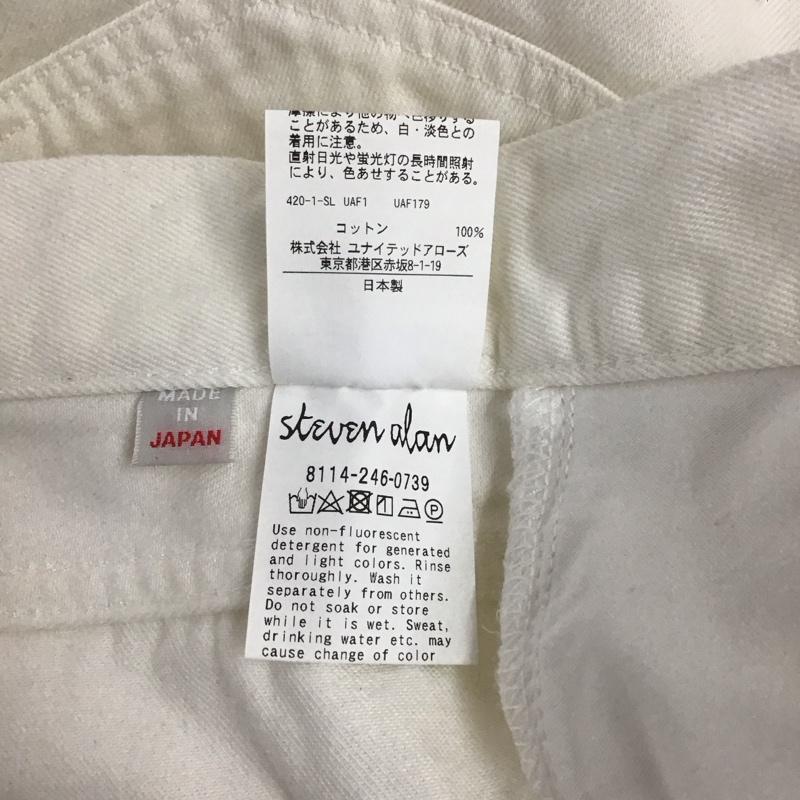 摩擦により他の物へ色移りする
ことがあるため、白・淡色との
着用に注意。
直射日光や蛍光灯の長時間照射
により、色あせすることがある。
420-1-SL UAF1 UAF179
コットン 100%
株式会社 ユナイテッドアローズ
東京都港区赤坂8-1-19
日本製
MADE
IN
JAPAN
steven alan
8114-246-0739
Use non-fluorescent
detergent for generated
and light colors. Rinse
thoroughly. Wash it
separately from others.
Do not soak or store
while it is wet. Sweat,
drinking water etc. may
cause change of color